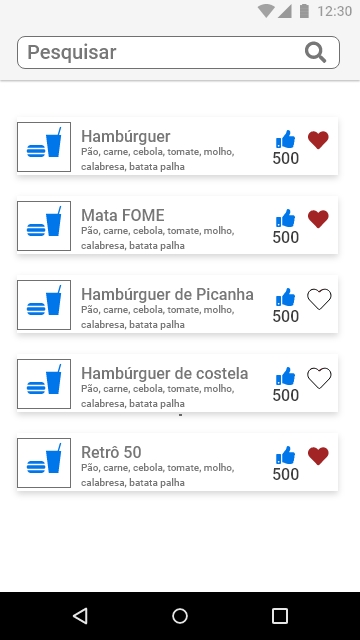 12:30
Pesquisar
Hambúrguer
Pão, carne, cebola, tomate, molho,
calabresa, batata palha
500
Mata FOME
Pão, carne, cebola, tomate, molho,
calabresa, batata palha
500
Hambúrguer de Picanha
Pão, carne, cebola, tomate, molho,
calabresa, batata palha
500
Hambúrguer de costela
Pão, carne, cebola, tomate, molho,
calabresa, batata palha
500
Retrô 50
Pão, carne, cebola, tomate, molho,
calabresa, batata palha
500